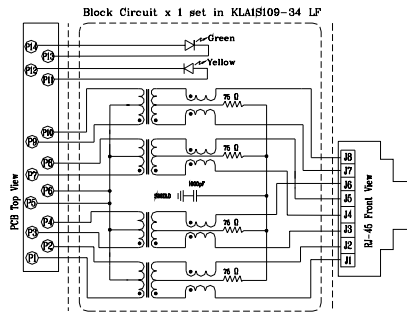 Block Circuit x 1 set in KLA1S109-34 LF
P14
Green
P13
P12
Yellow
P11
P10
75 Ω
P9
P8
75 Ω
P7
P6
1000pF
SHIELD
P5
P4
75 Ω
P3
P2
75 Ω
P1
J8
J7
J6
J5
J4
J3
J2
J1
PCB Top View
RJ-45 Front View